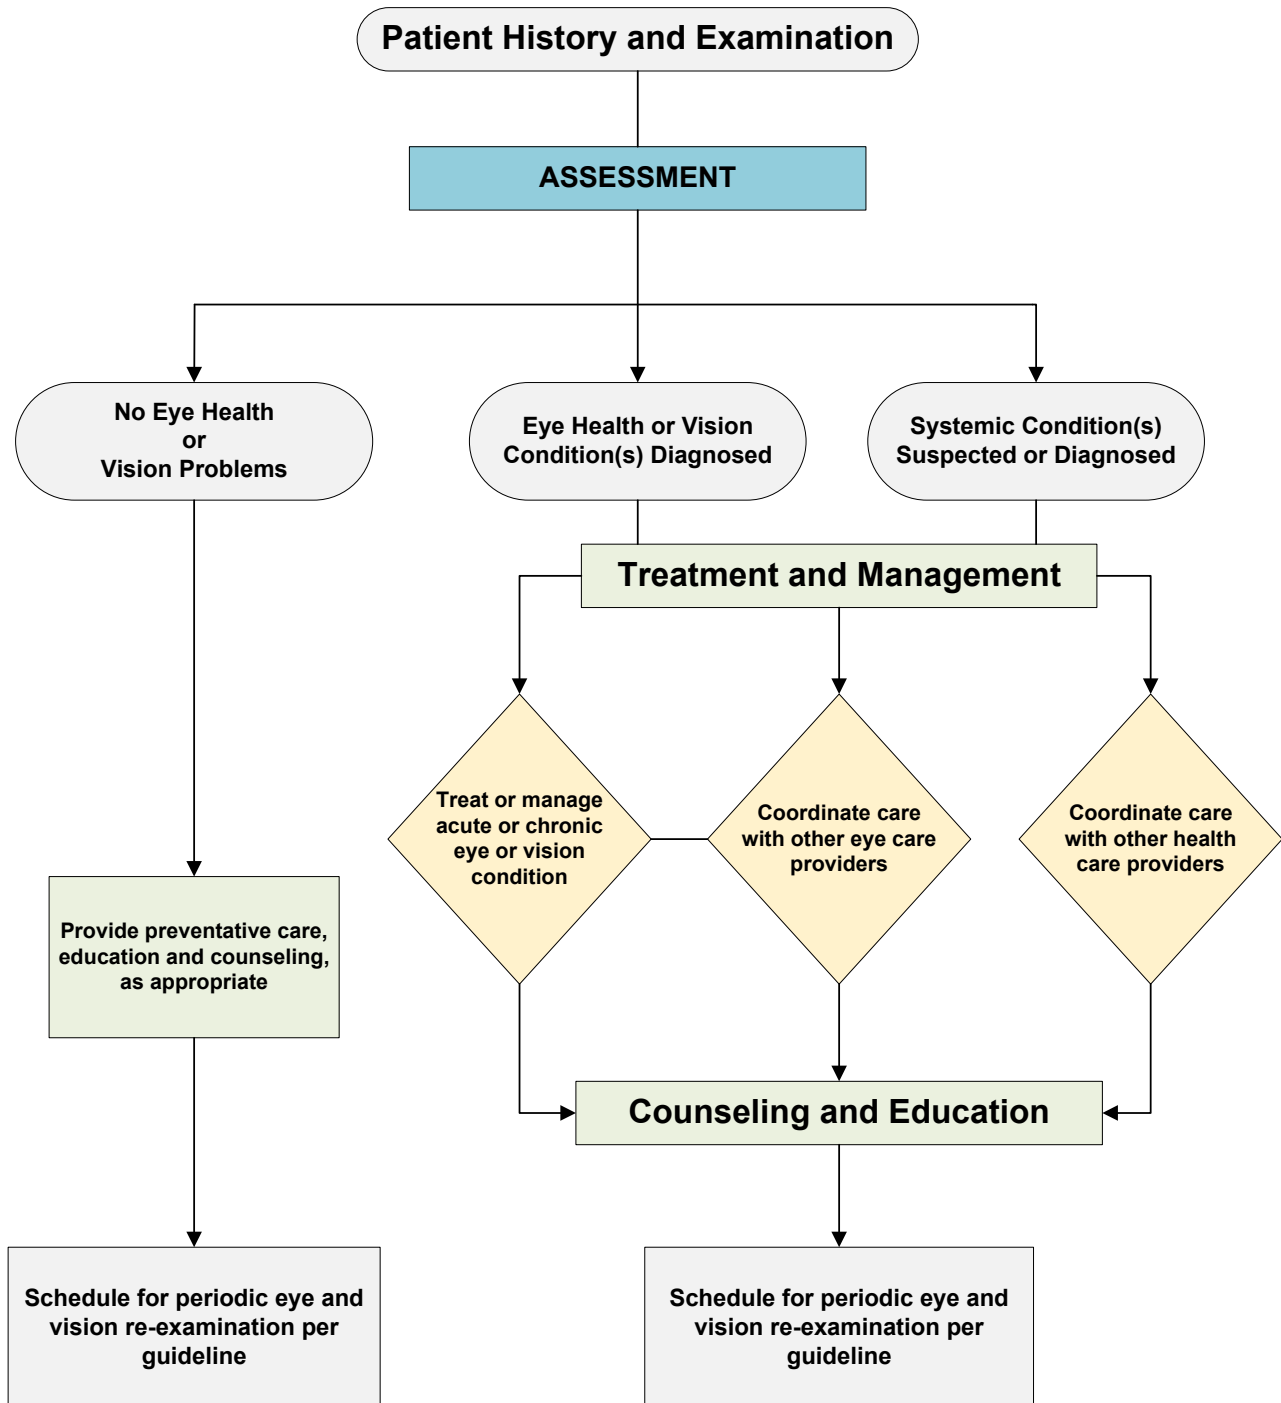 Patient History and Examination
ASSESSMENT
No Eye Health
or
Vision Problems
Eye Health or Vision
Condition(s) Diagnosed
Systemic Condition(s)
Suspected or Diagnosed
Treatment and Management
Treat or manage
acute or chronic
eye or vision
condition
Coordinate care
with other eye care
providers
Coordinate care
with other health
care providers
Provide preventative care,
education and counseling,
as appropriate
Counseling and Education
Schedule for periodic eye and
vision re-examination per
guideline
Schedule for periodic eye and
vision re-examination per
guideline